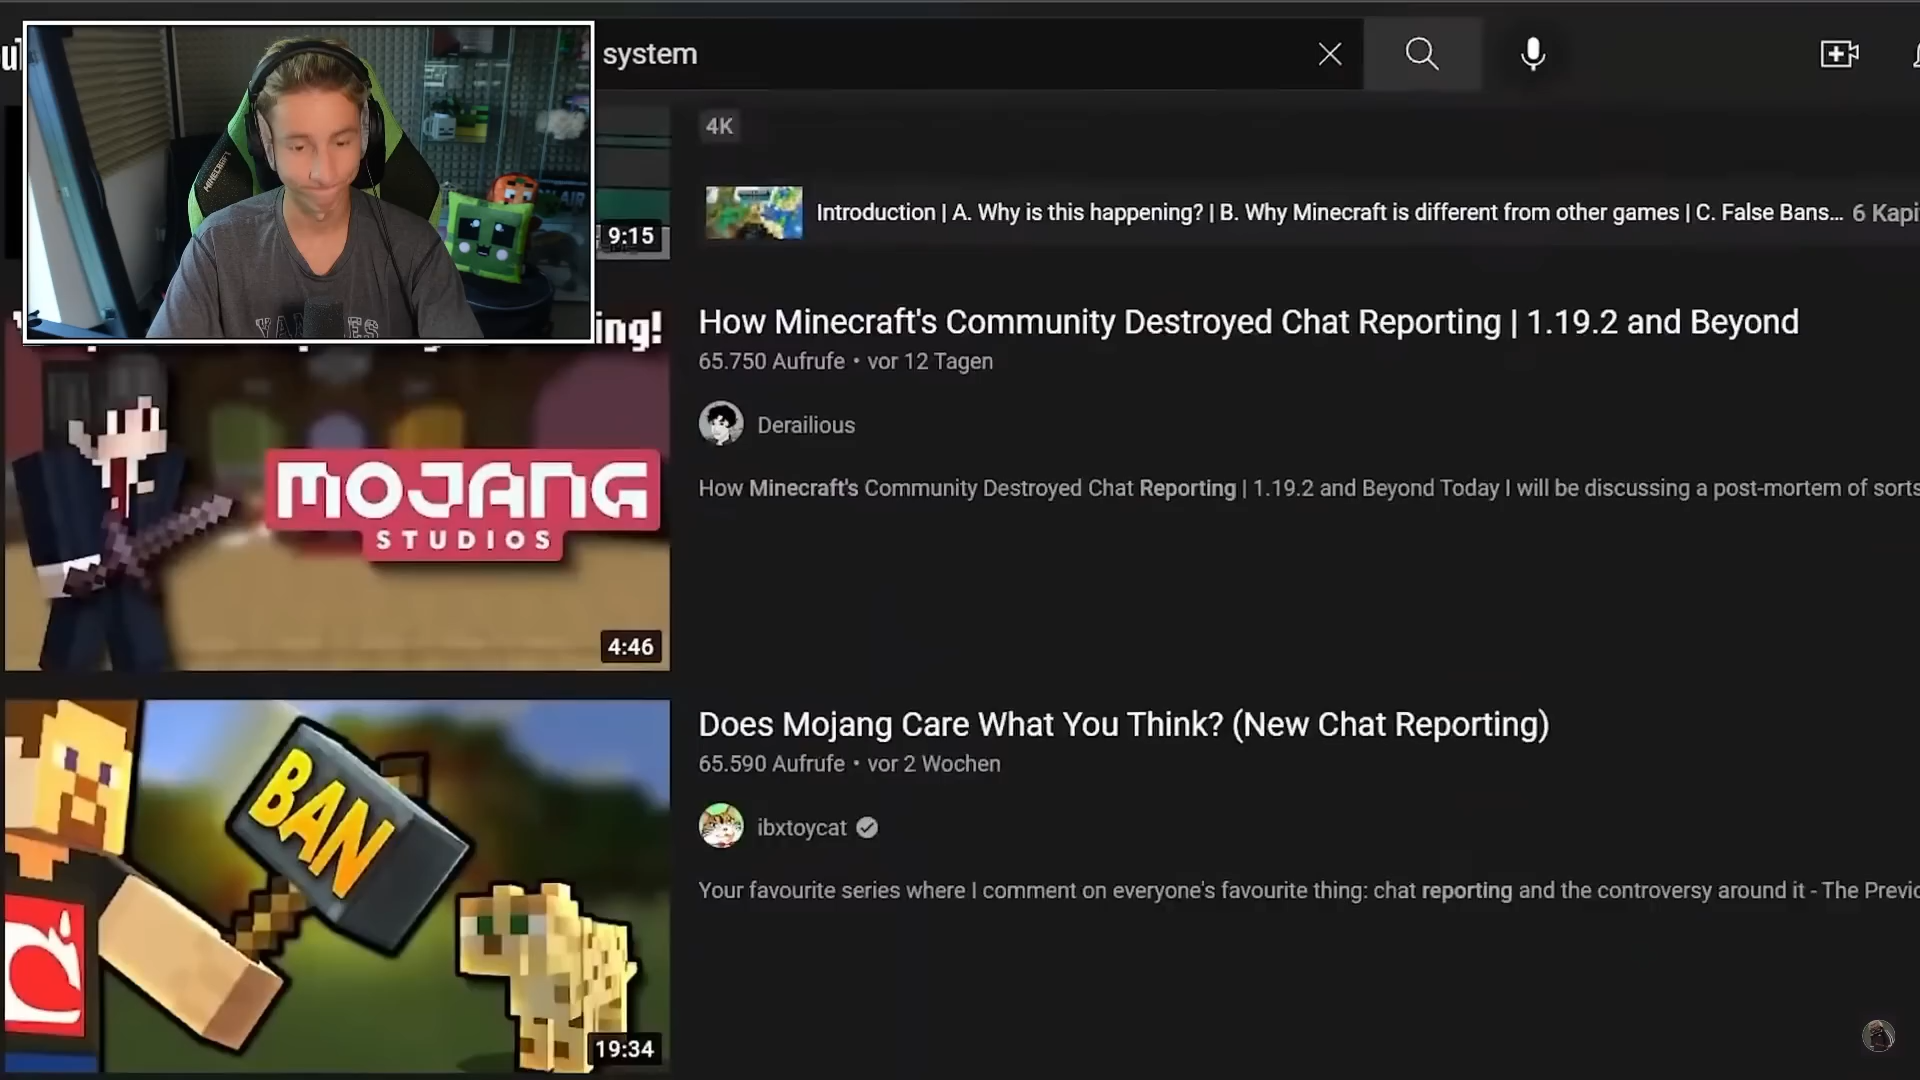 system
4K
9:15
Introduction | A. Why is this happening? | B. Why Minecraft is different from other games | C. False Bans... 6 Kapi
ing!
How Minecraft's Community Destroyed Chat Reporting | 1.19.2 and Beyond
65.750 Aufrufe • vor 12 Tagen
Derailious
How Minecraft's Community Destroyed Chat Reporting | 1.19.2 and Beyond Today I will be discussing a post-mortem of sorts
MOJANG
STUDIOS
4:46
Does Mojang Care What You Think? (New Chat Reporting)
65.590 Aufrufe • vor 2 Wochen
ibxtoycat
Your favourite series where I comment on everyone's favourite thing: chat reporting and the controversy around it - The Previo
BAN
19:34
MINECRAFT
AIR